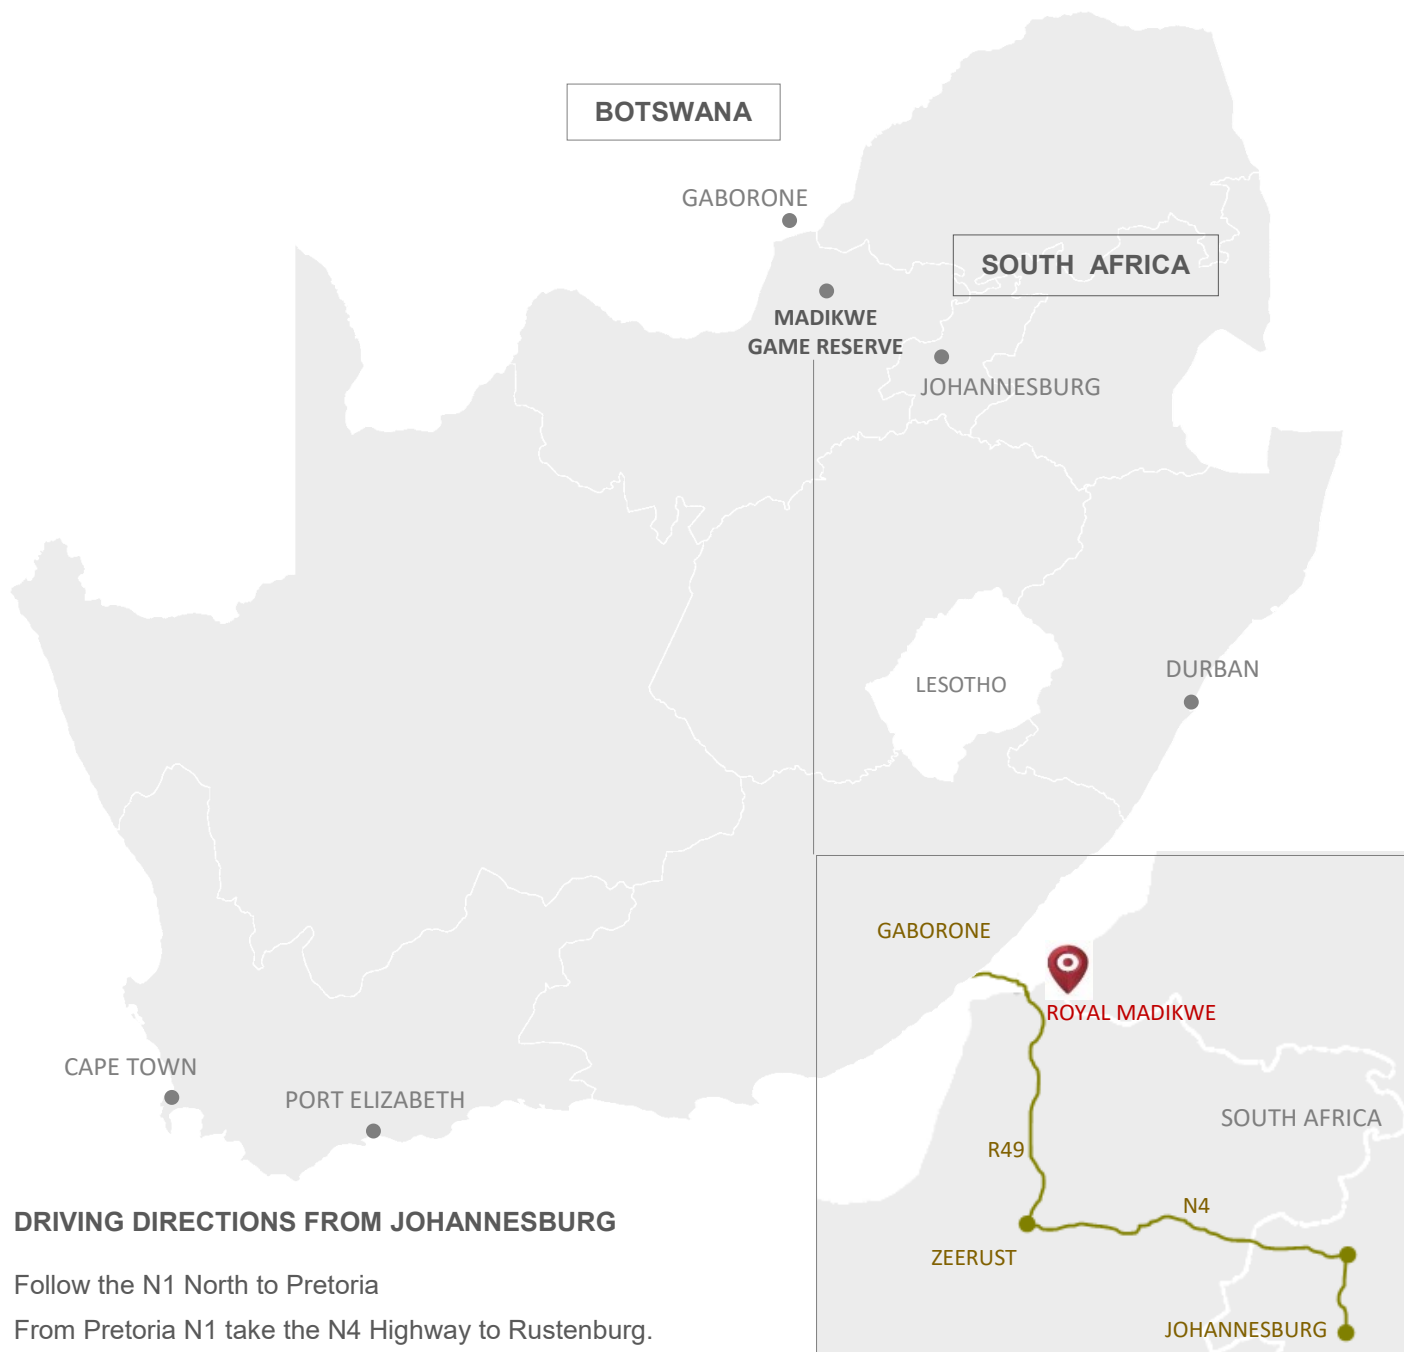 BOTSWANA
GABORONE
SOUTH AFRICA
MADIKWE
GAME RESERVE
JOHANNESBURG
LESOTHO
DURBAN
CAPE TOWN
PORT ELIZABETH
GABORONE
ROYAL MADIKWE
SOUTH AFRICA
R49
N4
ZEERUST
JOHANNESBURG
DRIVING DIRECTIONS FROM JOHANNESBURG
Follow the N1 North to Pretoria
From Pretoria N1 take the N4 Highway to Rustenburg.